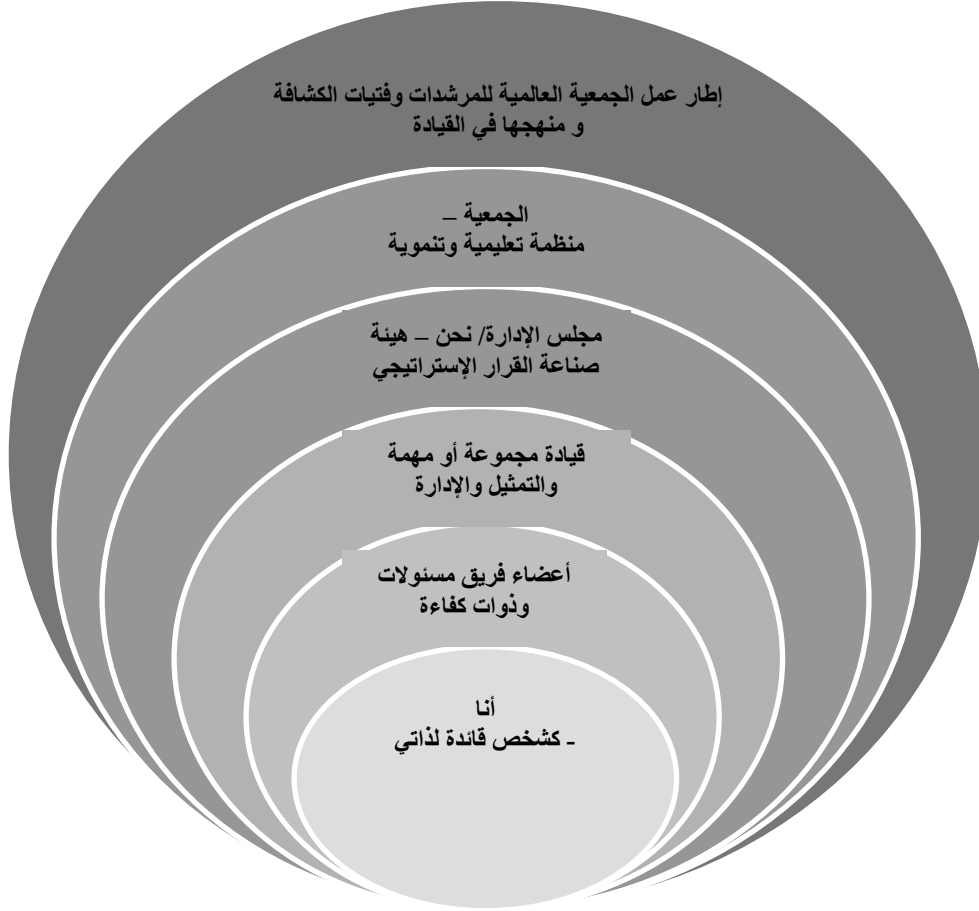 إطار عمل الجمعية العالمية للمرشدات وفتيات الكشافة
و منهجها في القيادة
الجمعية –
منظمة تعليمية وتنموية
مجلس الإدارة/ نحن – هيئة
صناعة القرار الإستراتيجي
قيادة مجموعة أو مهمة
والتمثيل والإدارة
أعضاء فريق مسئولات
وذوات كفاءة
أنا
- كشخص قائدة لذاتي